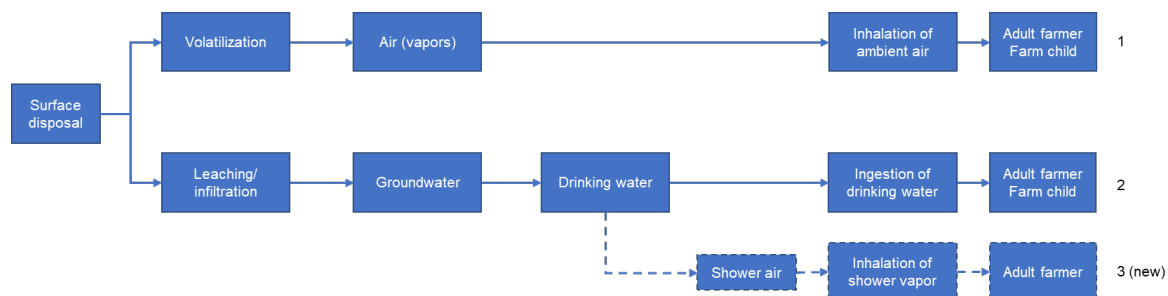 Surface
disposal
Volatilization
Air (vapors)
Inhalation of
ambient air
Adult farmer
Farm child
1
Leaching/
infiltration
Groundwater
Drinking water
Ingestion of
drinking water
Adult farmer
Farm child
2
Shower air
Inhalation of
shower vapor
Adult farmer
3 (new)